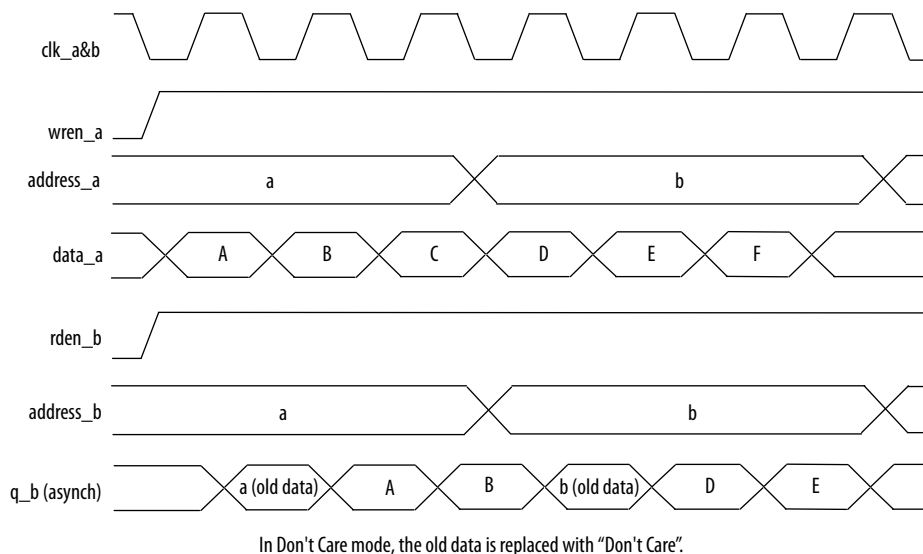 clk_a&b
wren_a
address_a a b
data_a A B C D E F
rden_b
address_b a b
q_b (asynch) a (old data) A B b (old data) D E
In Don't Care mode, the old data is replaced with “Don't Care”.